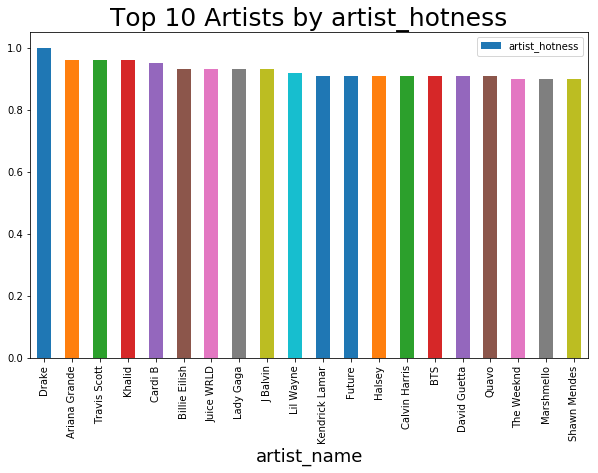 Top 10 Artists by artist_hotness
artist_hotness
1.0
0.8
0.6
0.4
0.2
0.0
Drake
Ariana Grande
Travis Scott
Khalid
Cardi B
Billie Eilish
Juice WRLD
Lady Gaga
J Balvin
Lil Wayne
Kendrick Lamar
Future
Halsey
Calvin Harris
BTS
David Guetta
Quavo
The Weeknd
Marshmello
Shawn Mendes
artist_name